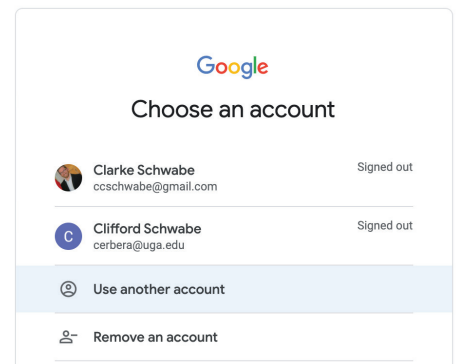 Google
Choose an account
Clarke Schwabe Signed out
ccschwabe@gmail.com
C Clifford Schwabe Signed out
cerbera@uga.edu
Use another account
Remove an account